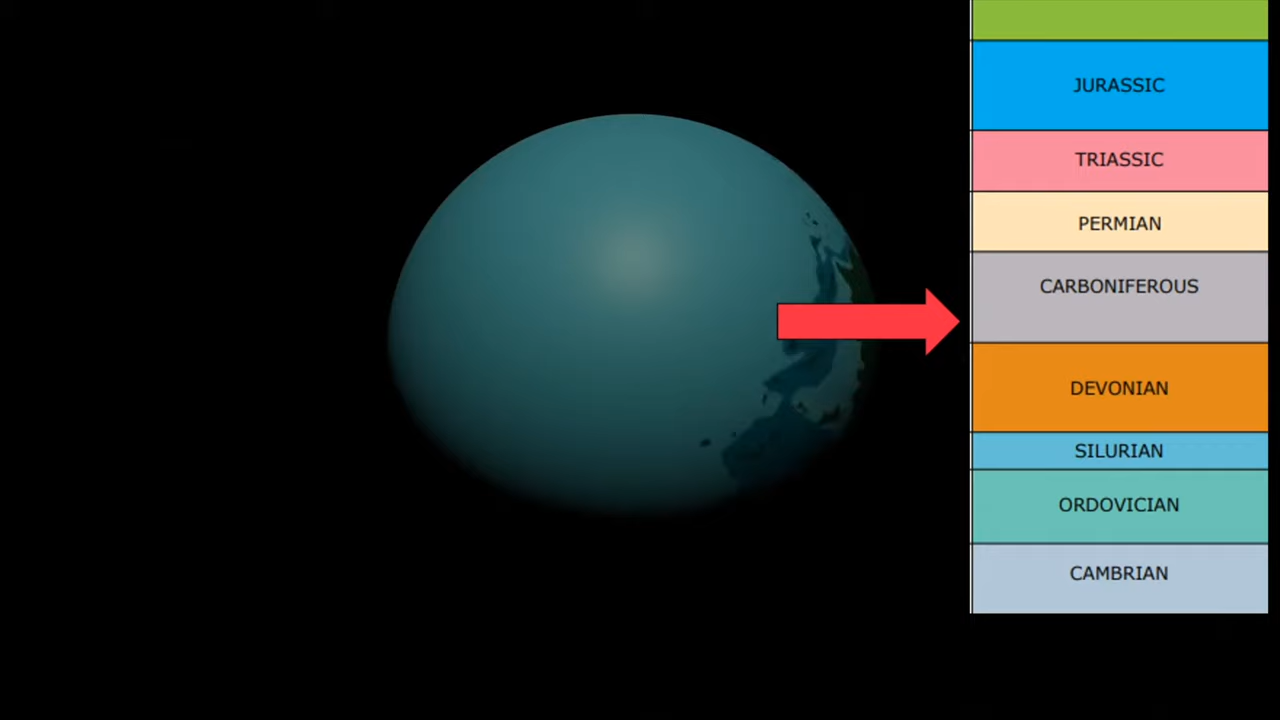 JURASSIC
TRIASSIC
PERMIAN
CARBONIFEROUS
DEVONIAN
SILURIAN
ORDOVICIAN
CAMBRIAN